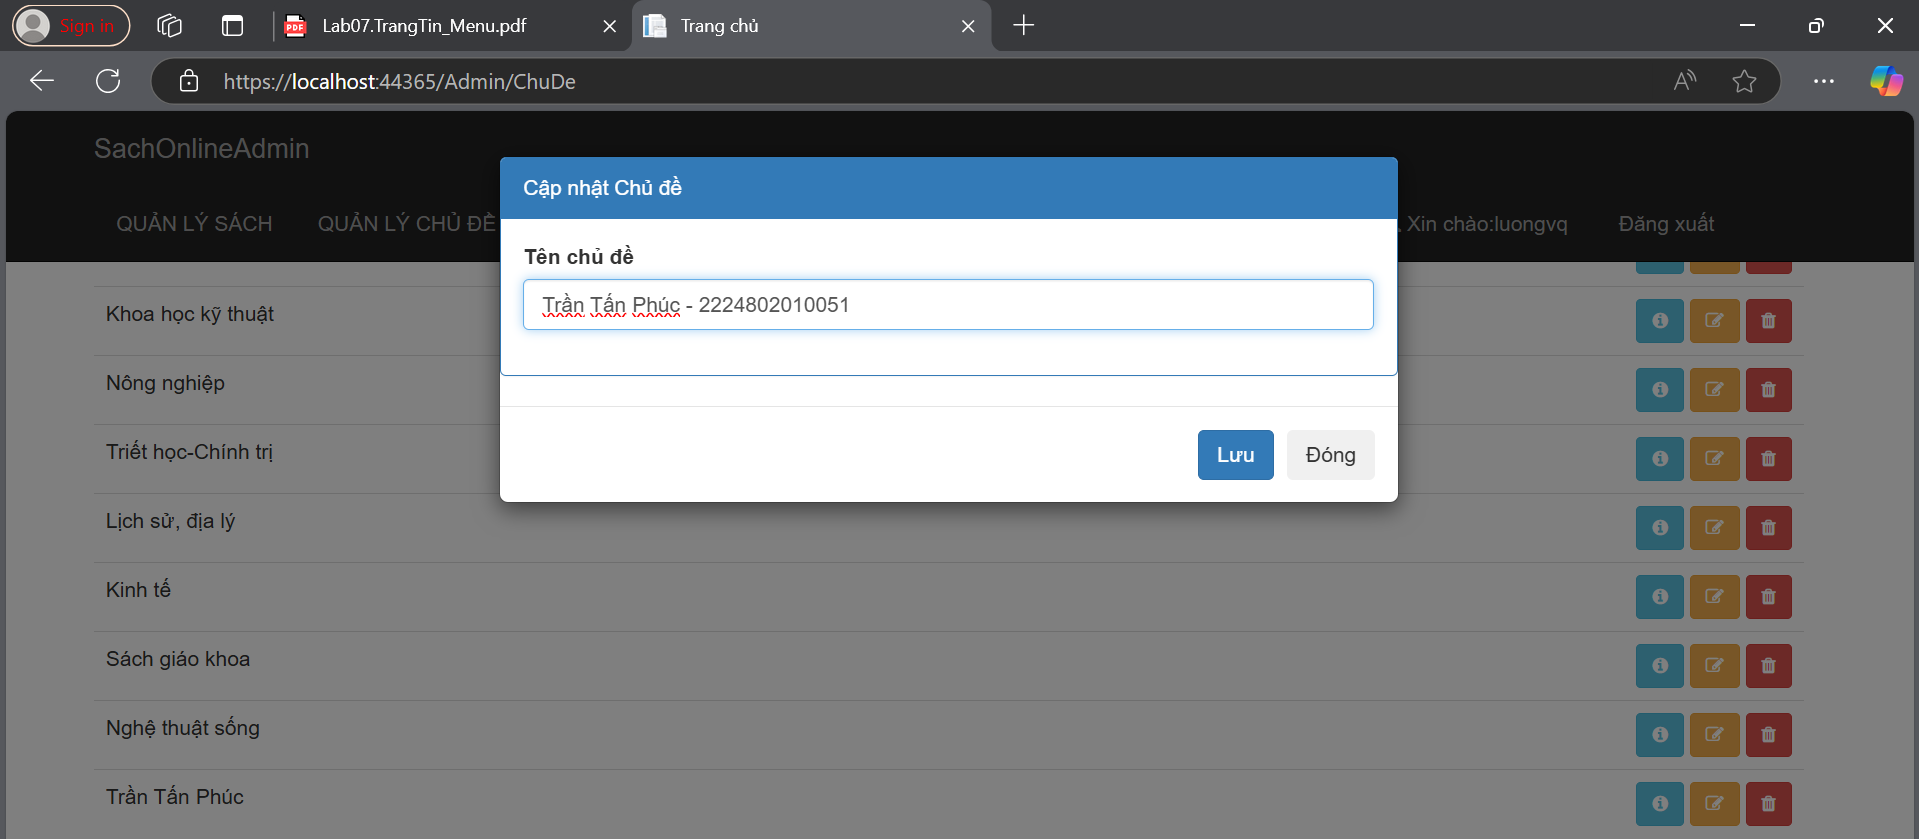 Sign in
Lab07.TrangTin_Menu.pdf
Trang chủ
https://localhost:44365/Admin/ChuDe
SachOnlineAdmin
QUẢN LÝ SÁCH
QUẢN LÝ CHỦ ĐỀ
Xin chào:luongvq
Đăng xuất
Cập nhật Chủ đề
Tên chủ đề
Trần Tấn Phúc - 2224802010051
Lưu
Đóng
Khoa học kỹ thuật
Nông nghiệp
Triết học-Chính trị
Lịch sử, địa lý
Kinh tế
Sách giáo khoa
Nghệ thuật sống
Trần Tấn Phúc